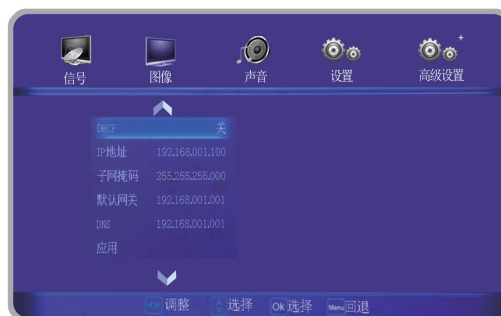 信号 图像 声音 设置 高级设置
DHCP 关
IP地址 192.168.001.100
子网掩码 255.255.255.000
默认网关 192.168.001.001
DNS 192.168.001.001
应用
调整 选择 Ok 选择 Menu 回退